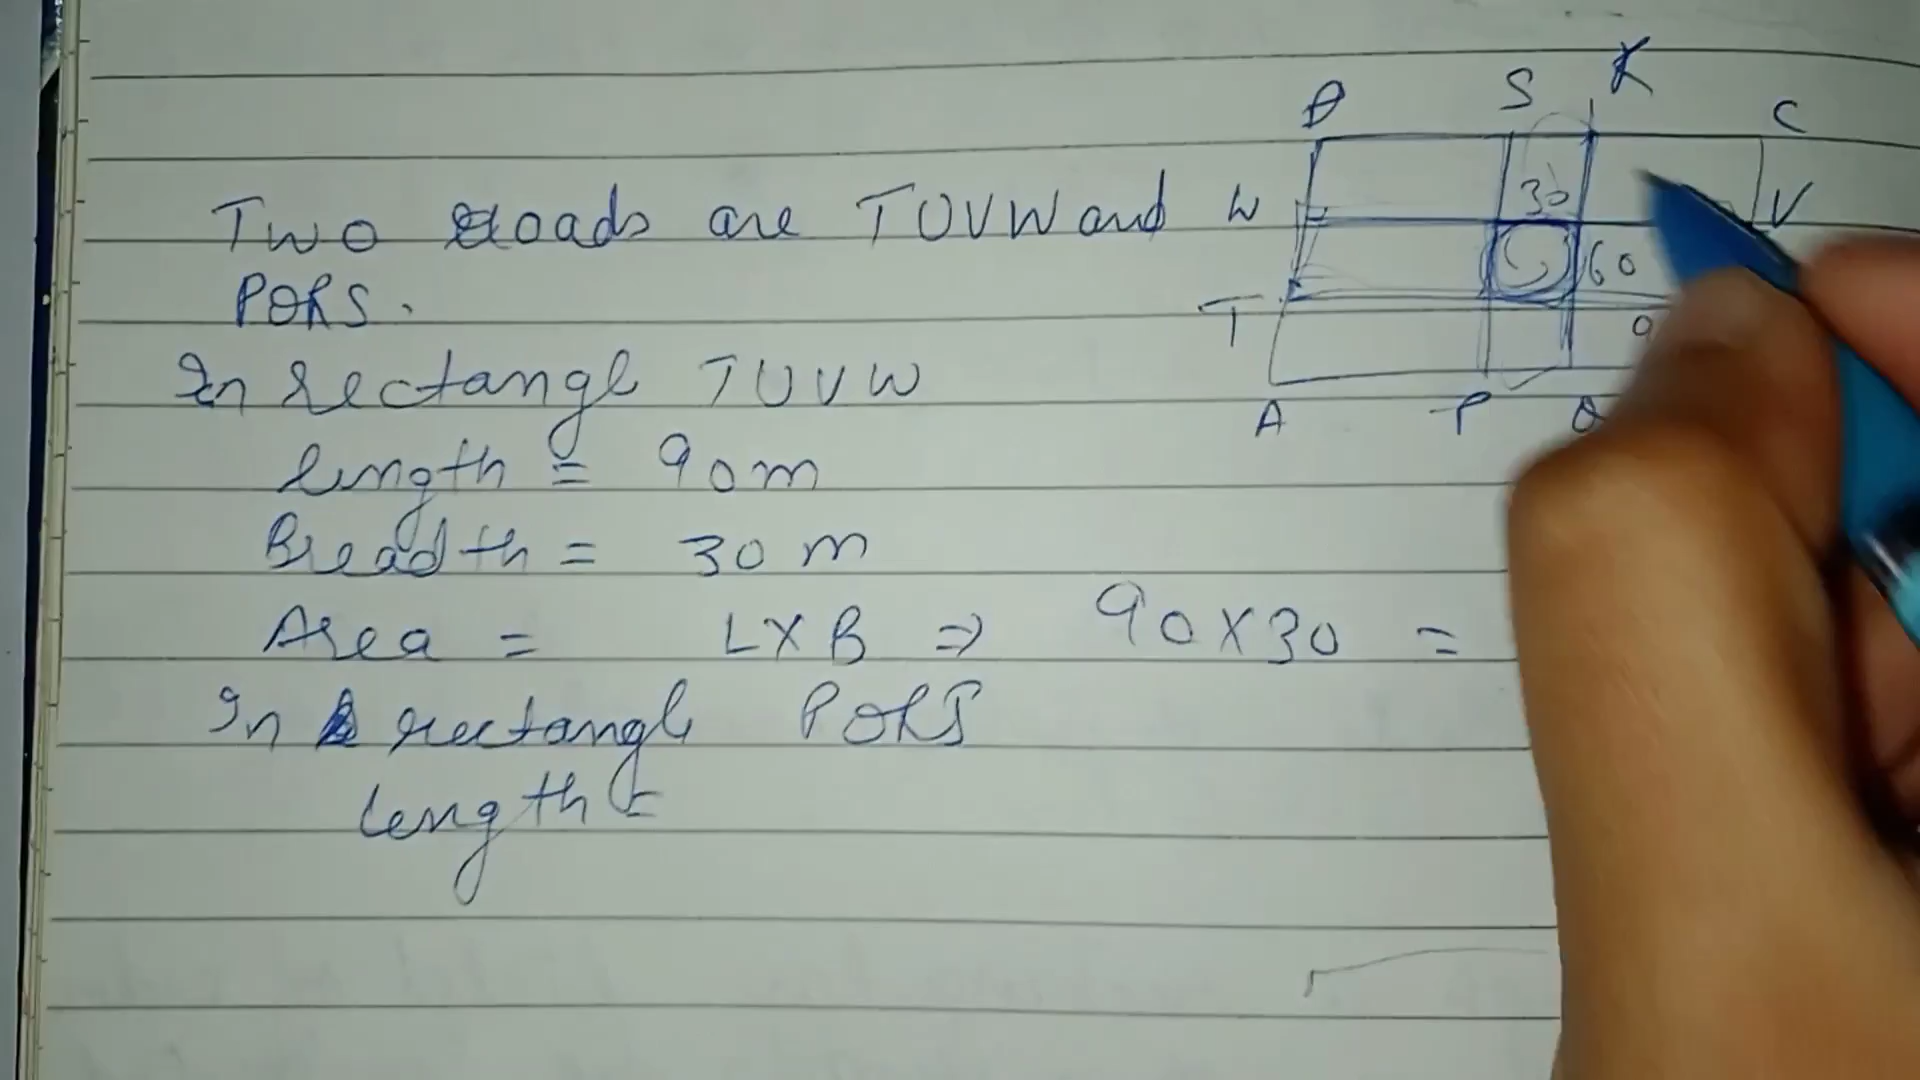 D S R C
30
W V
60
T 9
A P Q
Two roads are TUVW and
PQRS.
In rectangle TUVW
length = 90m
Breadth = 30 m
Area = L×B ⇒ 90×30 =
In rectangle PQRS
length =